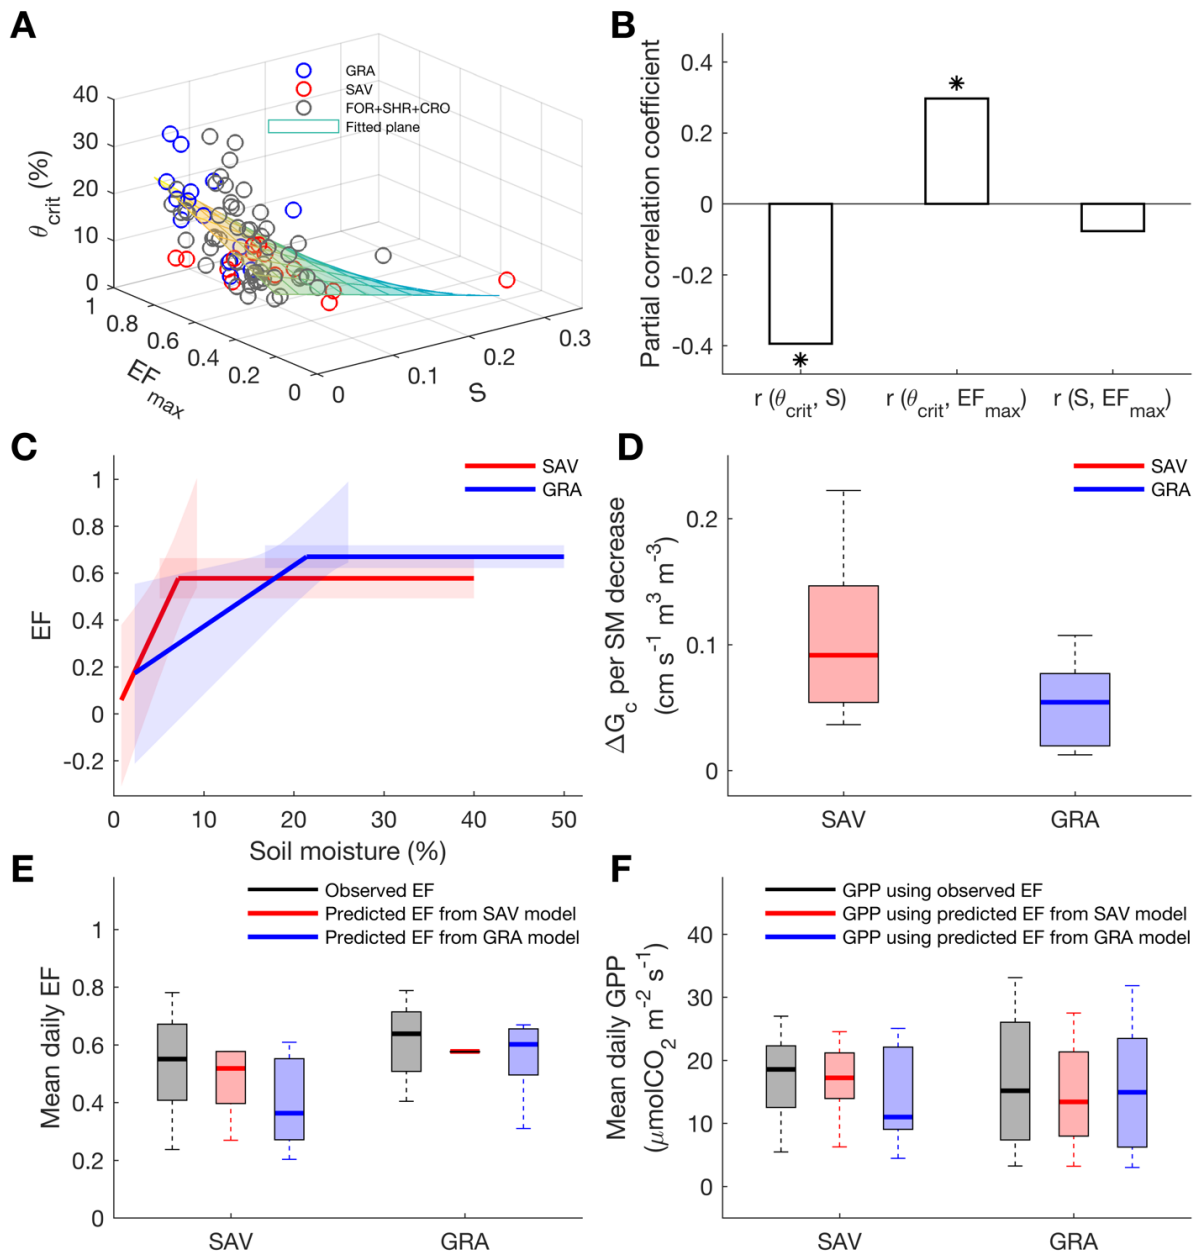 A
40
30
20
10
0
θcrit (%)
1
0.8
0.6
0.4
0.2
0
EFmax
0
0.1
0.2
0.3
S
GRA
SAV
FOR+SHR+CRO
Fitted plane
B
Partial correlation coefficient
0.4
0.2
0
-0.2
-0.4
*
*
r (θcrit, S)
r (θcrit, EFmax)
r (S, EFmax)
C
EF
1
0.8
0.6
0.4
0.2
0
-0.2
0
10
20
30
40
50
Soil moisture (%)
SAV
GRA
D
ΔGc per SM decrease
(cm s-1 m3 m-3)
0.2
0.1
0
SAV
GRA
SAV
GRA
E
Mean daily EF
1
0.8
0.6
0.4
0.2
0
Observed EF
Predicted EF from SAV model
Predicted EF from GRA model
SAV
GRA
F
Mean daily GPP
(μmolCO2 m-2 s-1)
40
30
20
10
0
GPP using observed EF
GPP using predicted EF from SAV model
GPP using predicted EF from GRA model
SAV
GRA